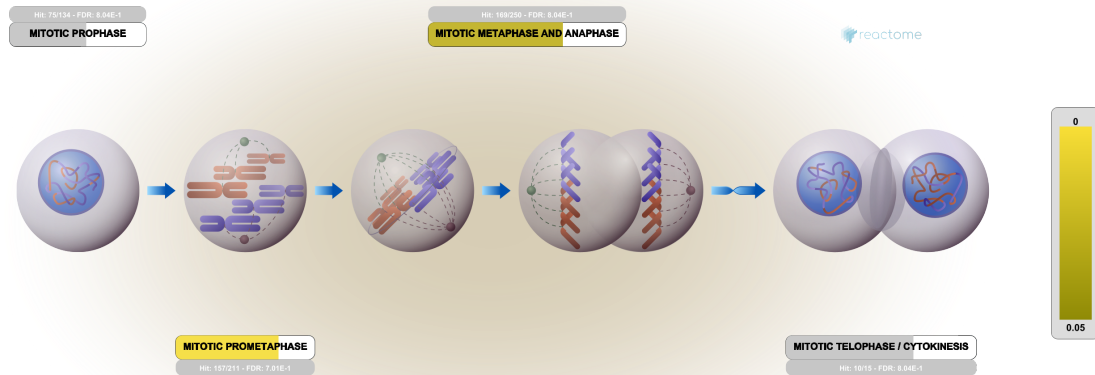 Hit: 75/134 - FDR: 8.04E-1
MITOTIC PROPHASE
Hit: 169/250 - FDR: 8.04E-1
MITOTIC METAPHASE AND ANAPHASE
reactome
0
0.05
MITOTIC PROMETAPHASE
Hit: 157/211 - FDR: 7.01E-1
MITOTIC TELOPHASE / CYTOKINESIS
Hit: 10/15 - FDR: 8.04E-1